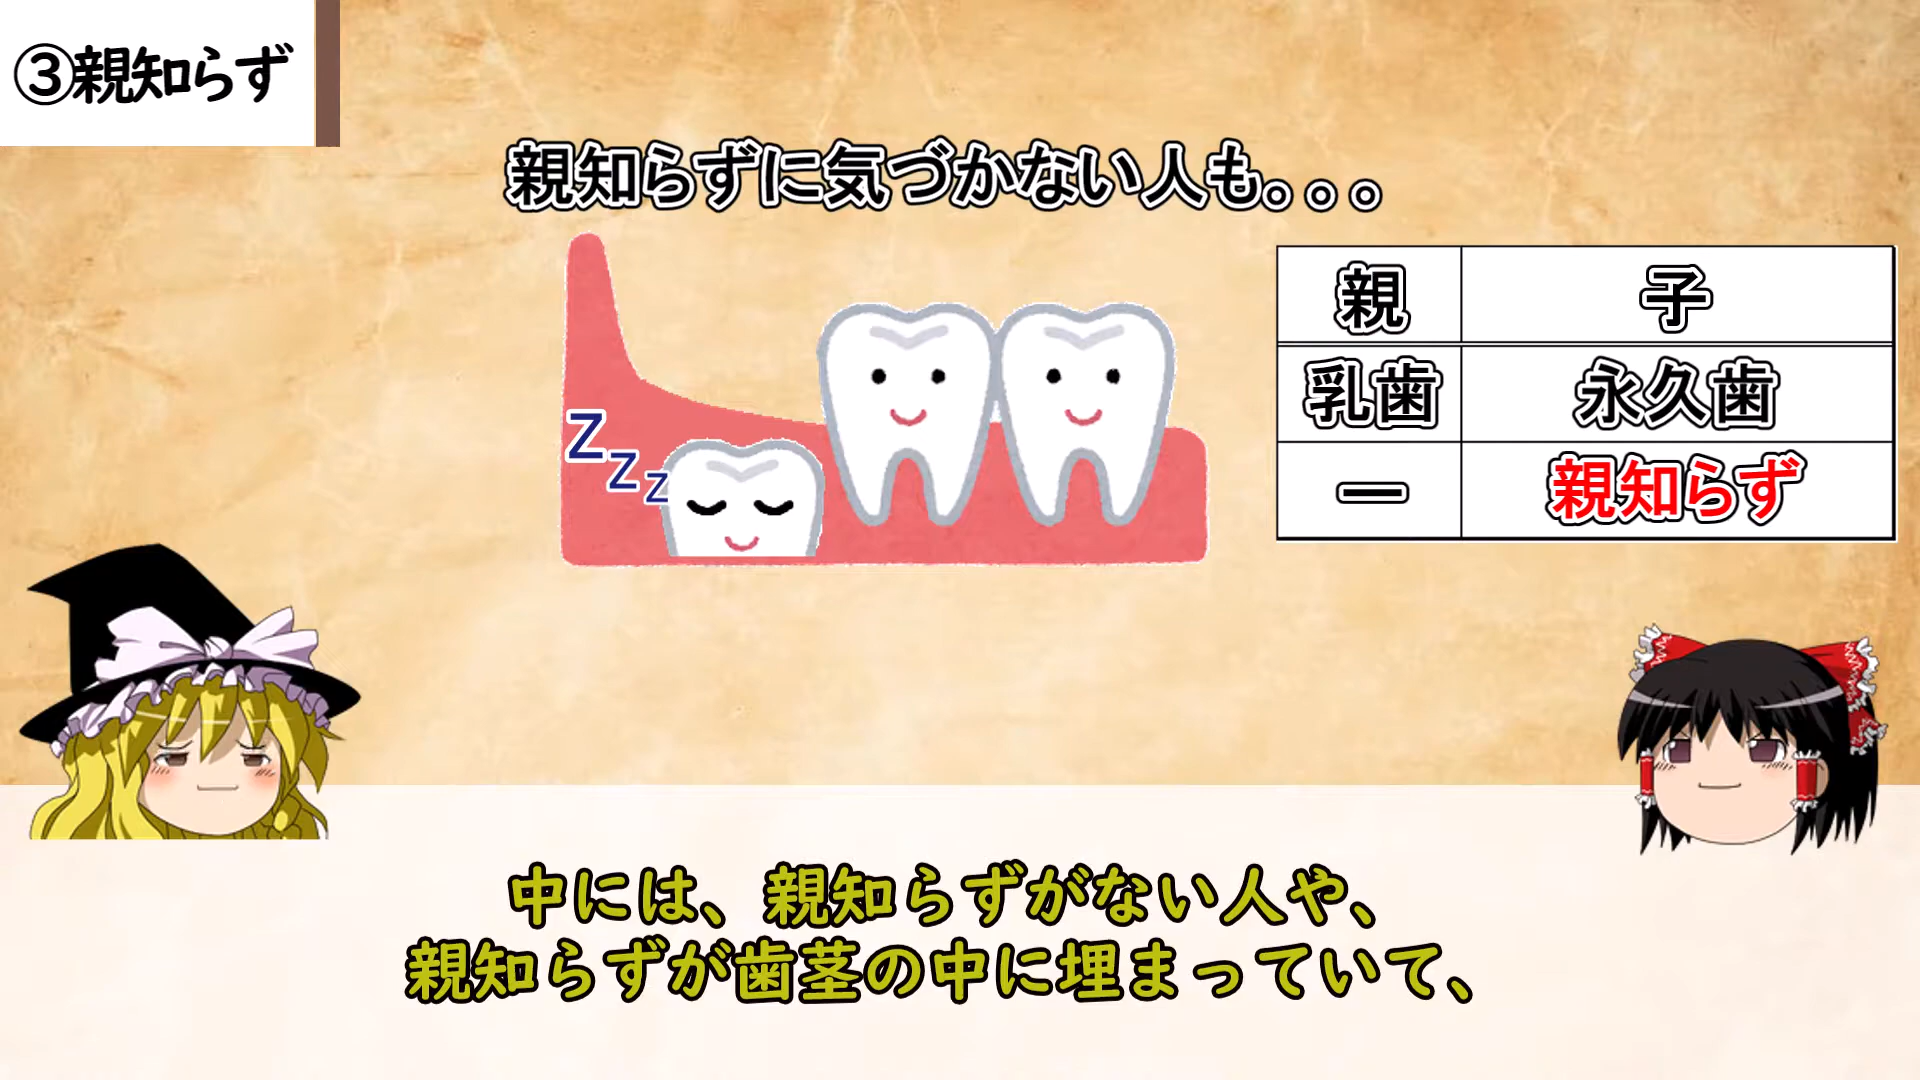 ③親知らず
親知らずに気づかない人も。。。
親 子
乳歯 永久歯
ー 親知らず
Z
Z
Z
中には、親知らずがない人や、
親知らずが歯茎の中に埋まっていて、